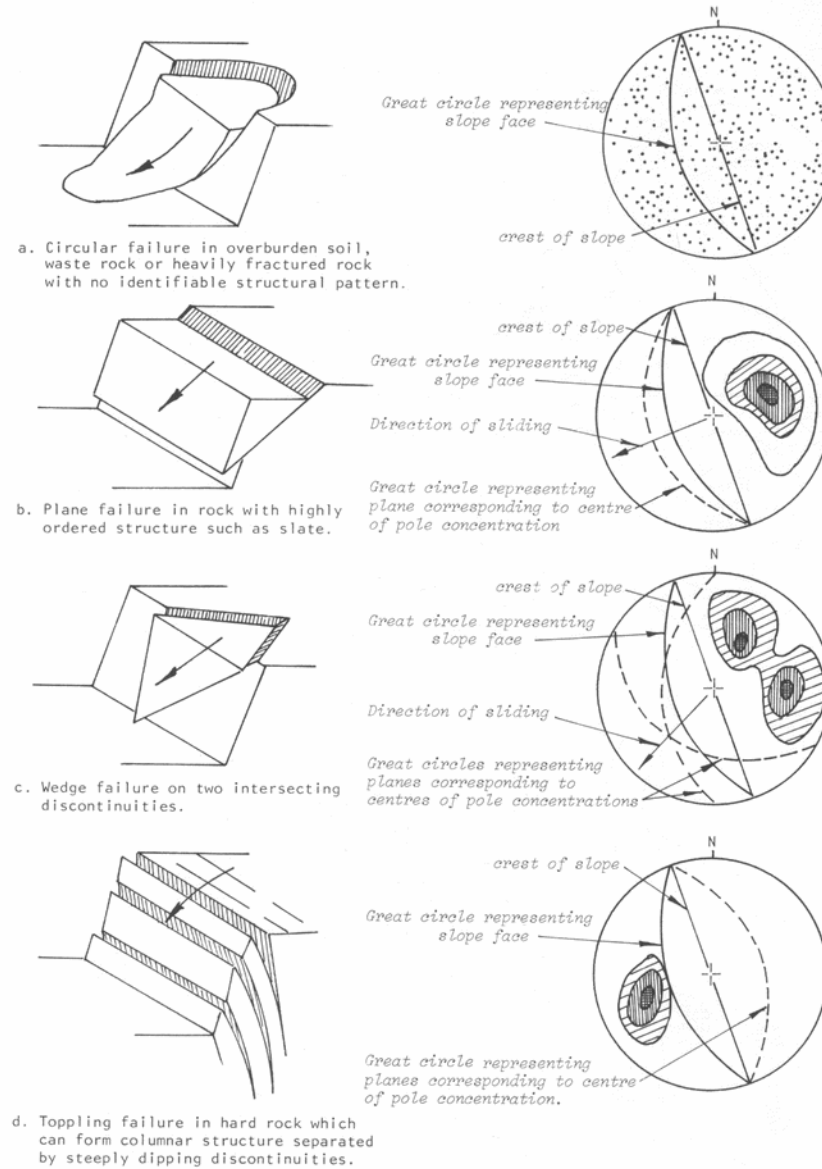 N
Great circle representing
slope face
crest of slope
a. Circular failure in overburden soil,
waste rock or heavily fractured rock
with no identifiable structural pattern.
N
crest of slope
Great circle representing
slope face
Direction of sliding
Great circle representing
plane corresponding to centre
of pole concentration
b. Plane failure in rock with highly
ordered structure such as slate.
N
crest of slope
Great circle representing
slope face
Direction of sliding
Great circles representing
planes corresponding to
centres of pole concentrations
c. Wedge failure on two intersecting
discontinuities.
N
crest of slope
Great circle representing
slope face
Great circle representing
planes corresponding to centre
of pole concentration.
d. Toppling failure in hard rock which
can form columnar structure separated
by steeply dipping discontinuities.